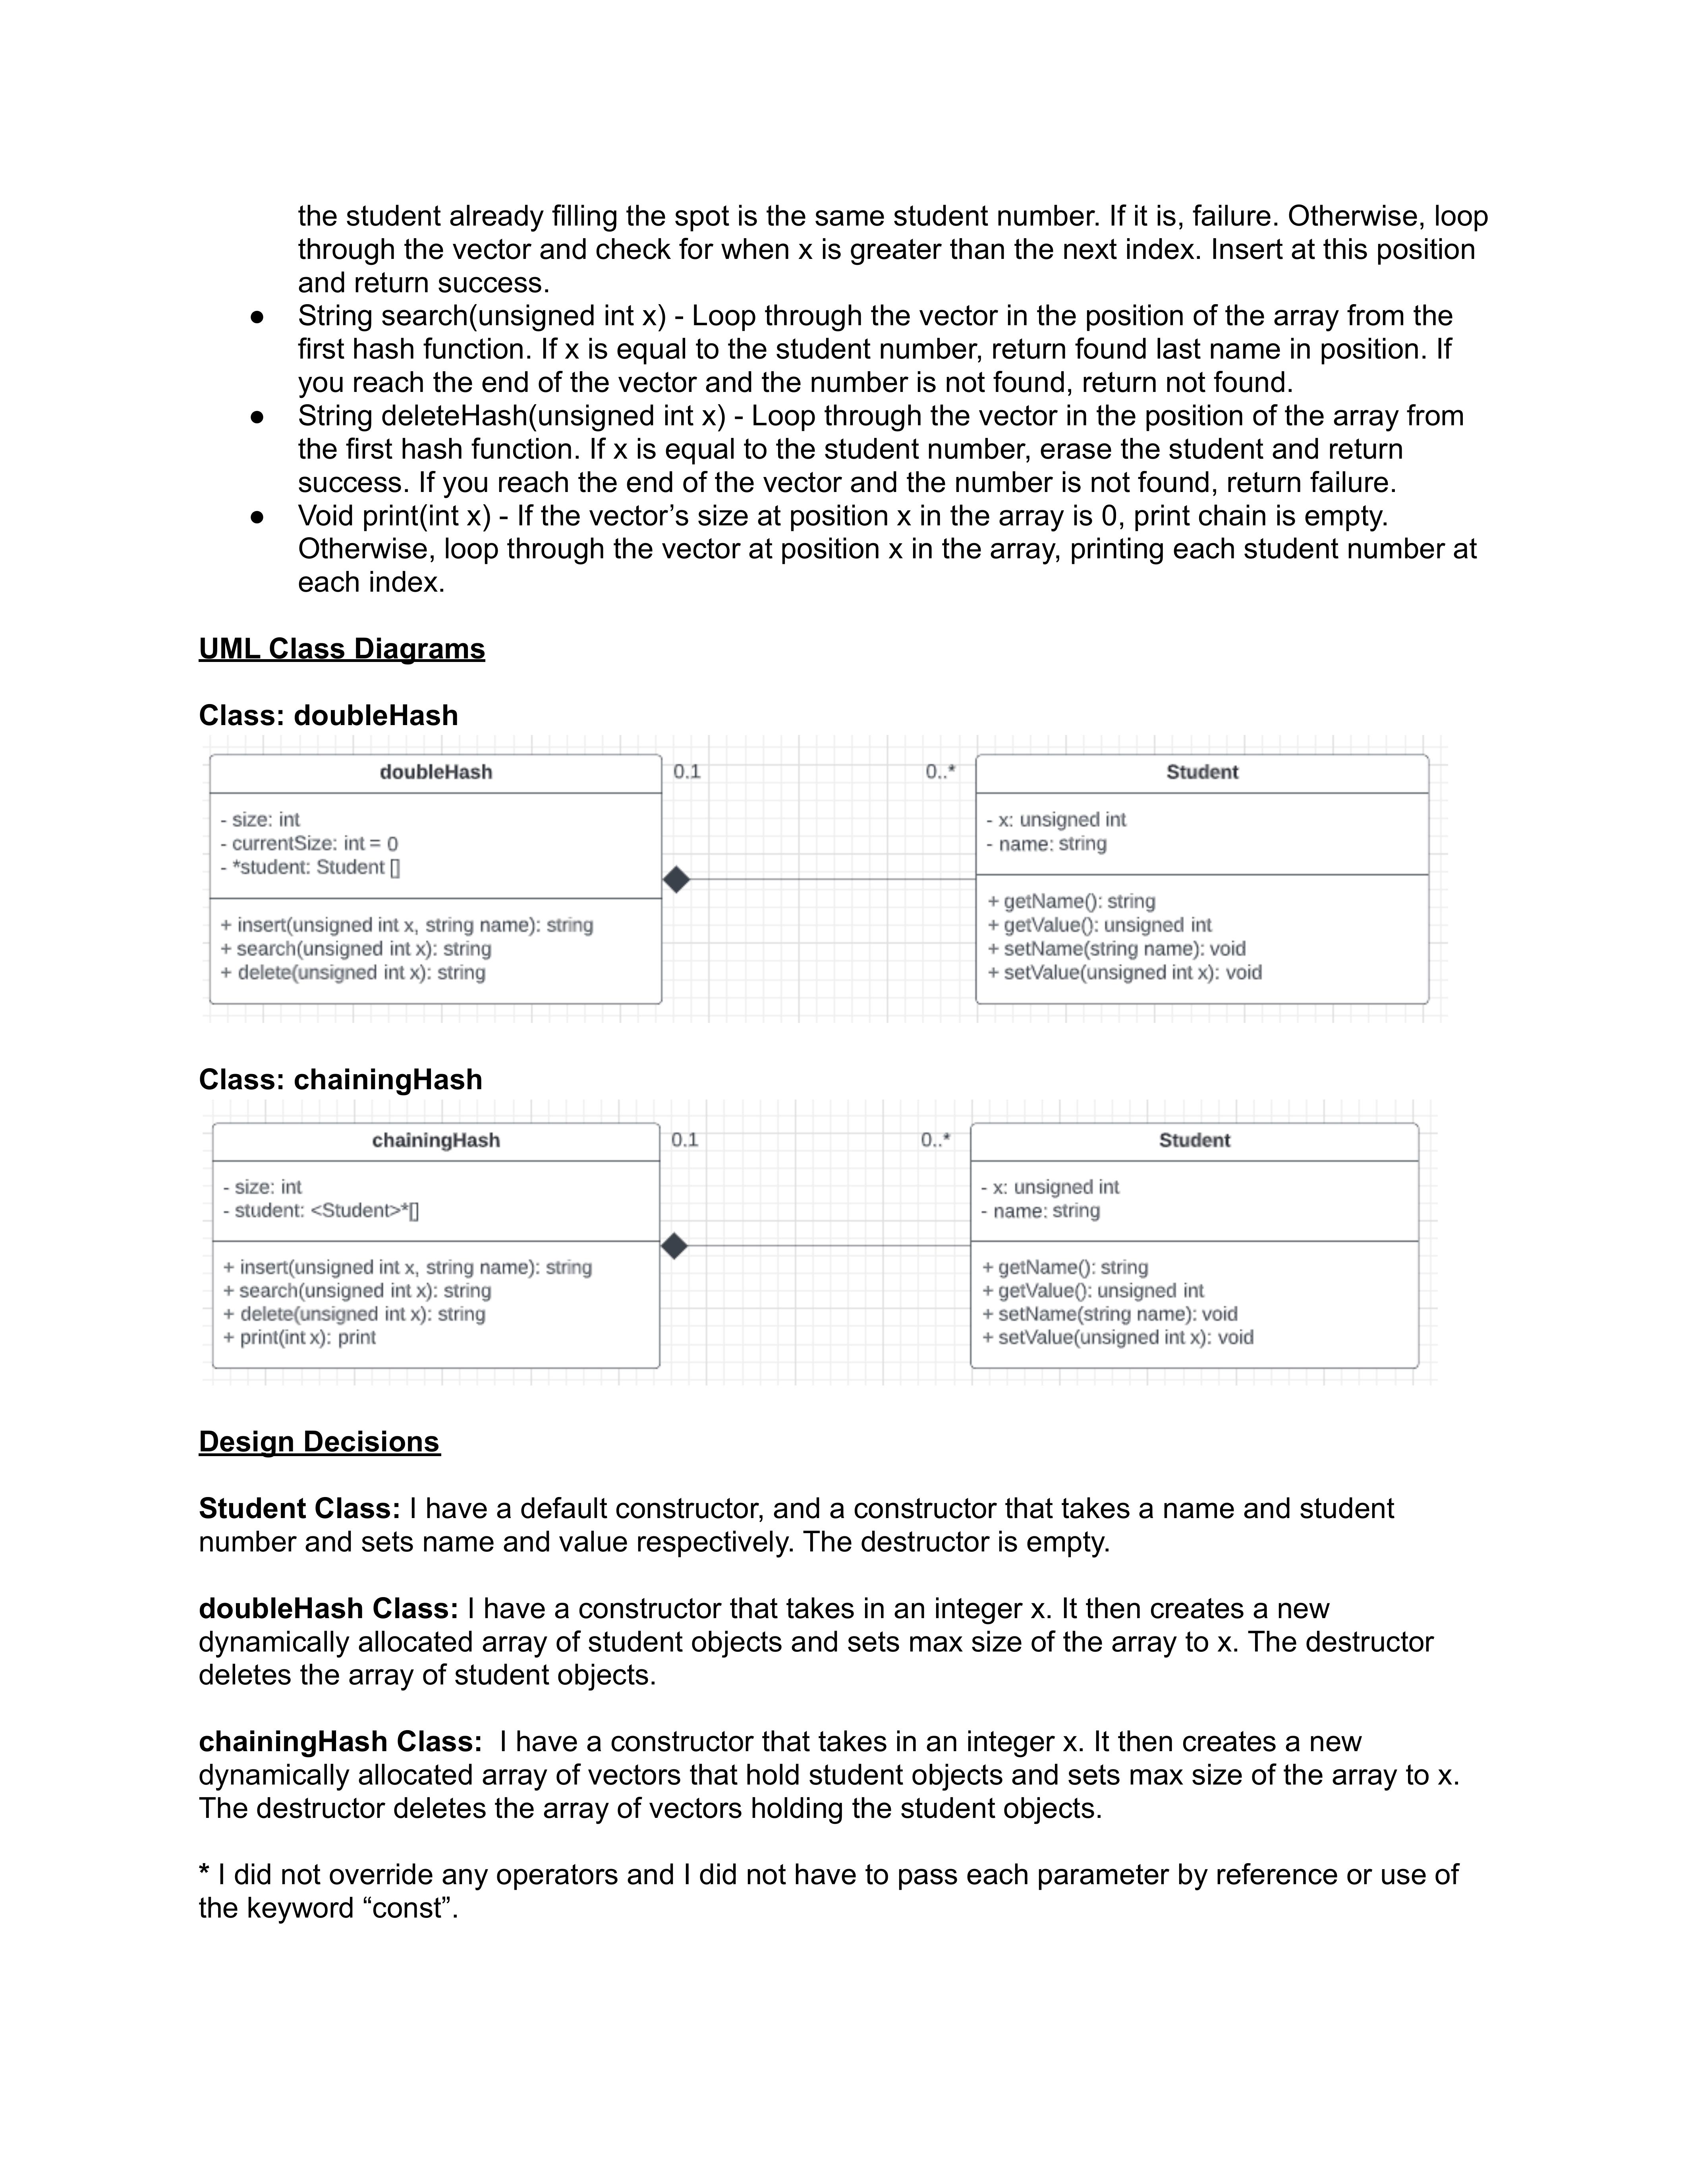 the student already filling the spot is the same student number. If it is, failure. Otherwise, loop
through the vector and check for when x is greater than the next index. Insert at this position
and return success.
● String search(unsigned int x) - Loop through the vector in the position of the array from the
first hash function. If x is equal to the student number, return found last name in position. If
you reach the end of the vector and the number is not found, return not found.
● String deleteHash(unsigned int x) - Loop through the vector in the position of the array from
the first hash function. If x is equal to the student number, erase the student and return
success. If you reach the end of the vector and the number is not found, return failure.
● Void print(int x) - If the vector’s size at position x in the array is 0, print chain is empty.
Otherwise, loop through the vector at position x in the array, printing each student number at
each index.
UML Class Diagrams
Class: doubleHash
doubleHash
- size: int
- currentSize: int = 0
- *student: Student []
+ insert(unsigned int x, string name): string
+ search(unsigned int x): string
+ delete(unsigned int x): string
0.1
0..*
Student
- x: unsigned int
- name: string
+ getName(): string
+ getValue(): unsigned int
+ setName(string name): void
+ setValue(unsigned int x): void
Class: chainingHash
chainingHash
- size: int
- student: <Student>*[]
+ insert(unsigned int x, string name): string
+ search(unsigned int x): string
+ delete(unsigned int x): string
+ print(int x): print
0.1
0..*
Student
- x: unsigned int
- name: string
+ getName(): string
+ getValue(): unsigned int
+ setName(string name): void
+ setValue(unsigned int x): void
Design Decisions
Student Class: I have a default constructor, and a constructor that takes a name and student
number and sets name and value respectively. The destructor is empty.
doubleHash Class: I have a constructor that takes in an integer x. It then creates a new
dynamically allocated array of student objects and sets max size of the array to x. The destructor
deletes the array of student objects.
chainingHash Class:  I have a constructor that takes in an integer x. It then creates a new
dynamically allocated array of vectors that hold student objects and sets max size of the array to x.
The destructor deletes the array of vectors holding the student objects.
* I did not override any operators and I did not have to pass each parameter by reference or use of
the keyword “const”.